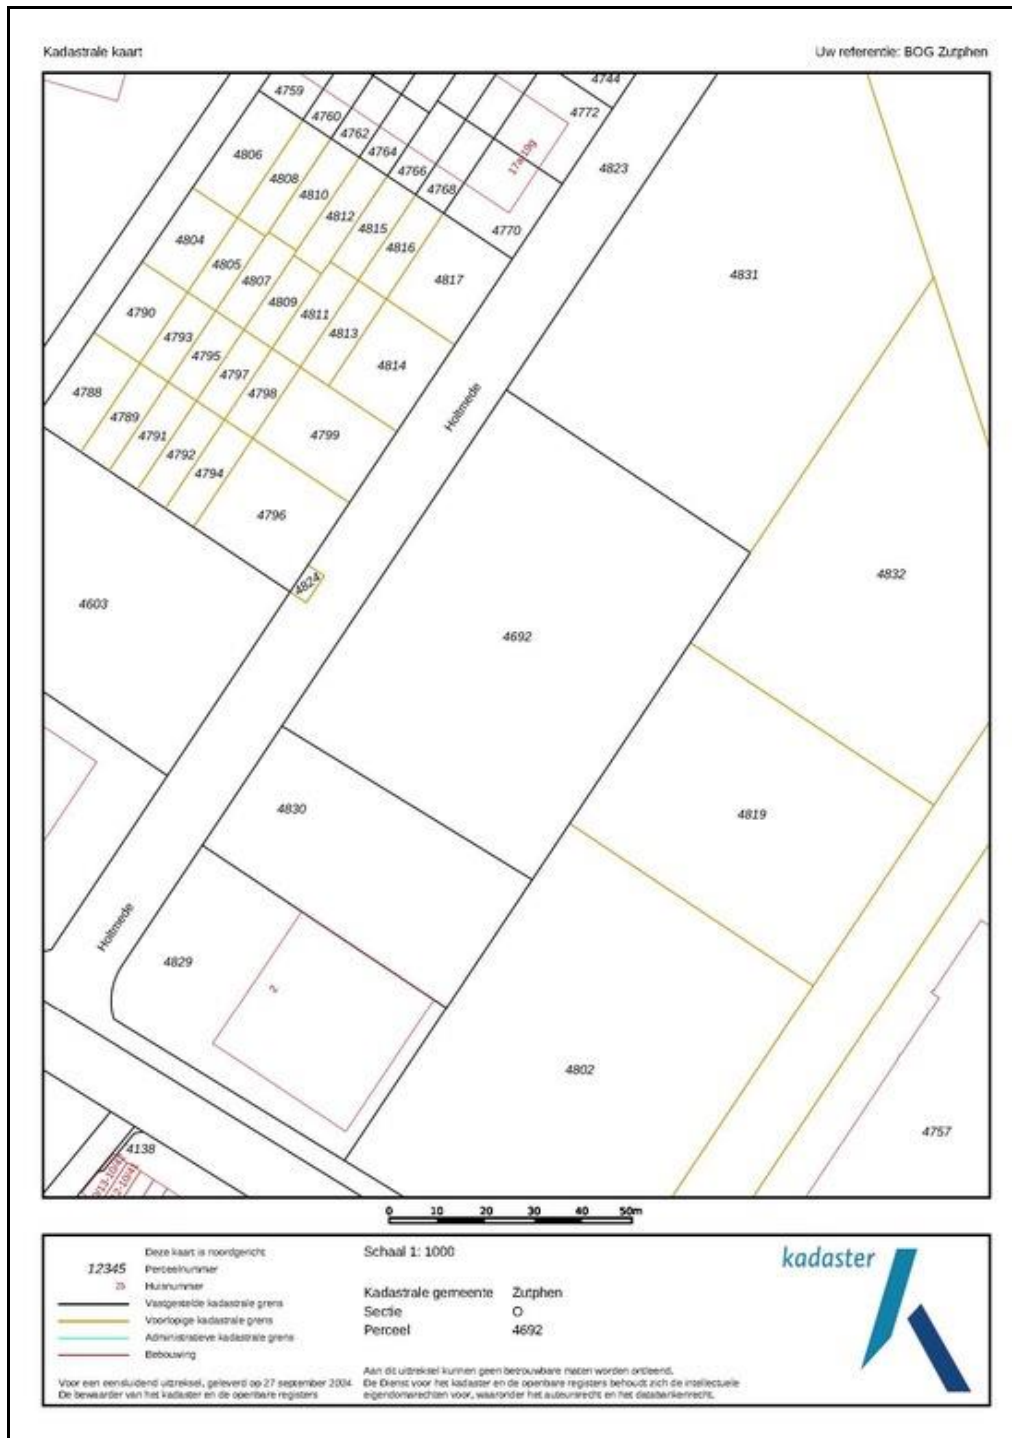 Kadastrale kaart
Uw referentie: BOG Zutphen
4744
4759
4772
4760
4762
4764
4766
4768
17a-19g
4823
4806
4808
4810
4812
4815
4816
4770
4804
4805
4807
4817
4831
4809
4811
4813
4790
4793
4795
4797
4798
4814
4788
4789
4791
4792
4794
4799
Holtmede
4796
4824
4832
4603
4692
4830
4819
Holtmede
4829
2
4802
4757
4138
0 10 20 30 40 50m
Deze kaart is noordgericht
12345 Perceelnummer
25 Huisnummer
Vastgestelde kadastrale grens
Voorlopige kadastrale grens
Administratieve kadastrale grens
Bebouwing
Voor een eensluidend uittreksel, geleverd op 27 september 2024
De bewaarder van het kadaster en de openbare registers
Schaal 1: 1000
Kadastrale gemeente Zutphen
Sectie O
Perceel 4692
Aan dit uittreksel kunnen geen betrouwbare maten worden ontleend.
De Dienst voor het kadaster en de openbare registers behoudt zich de intellectuele
eigendomsrechten voor, waaronder het auteursrecht en het databankenrecht.
kadaster